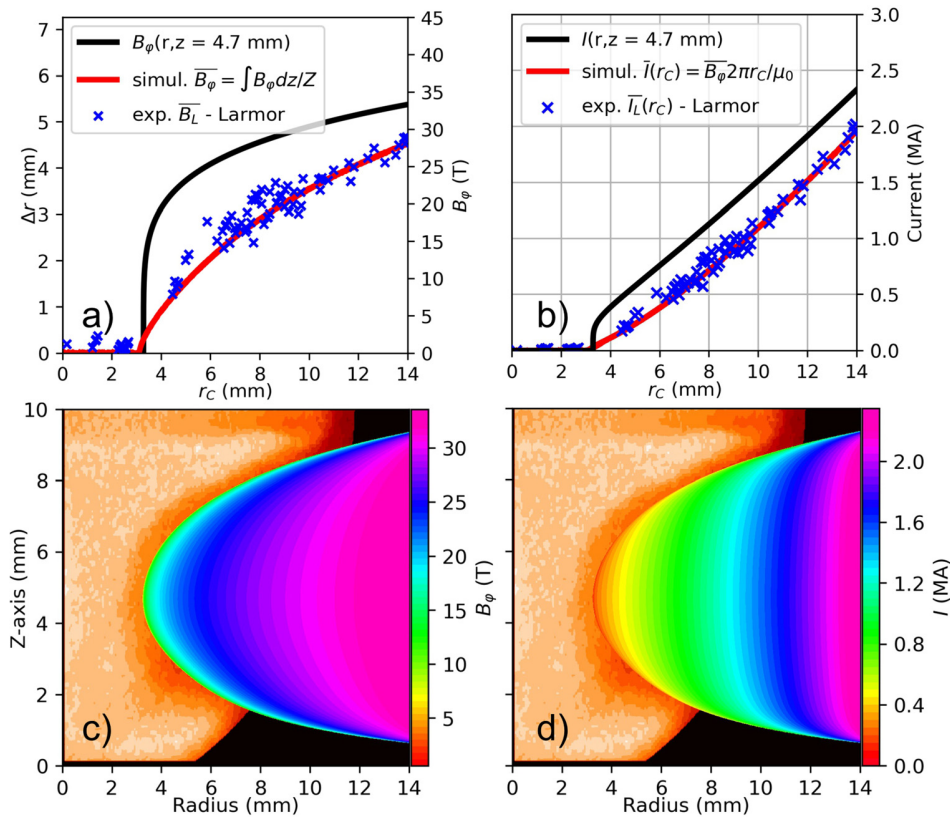 7
6
5
4
3
2
1
0
Δr (mm)
45
40
35
30
25
20
15
10
5
0
B_φ (T)
B_φ(r,z = 4.7 mm)
simul. B̅_φ̅ = ∫B_φdz/Z
exp. B̅_L̅ - Larmor
a)
0 2 4 6 8 10 12 14
r_C (mm)
3.0
2.5
2.0
1.5
1.0
0.5
0.0
Current (MA)
I(r,z = 4.7 mm)
simul. I̅(r_C) = B̅_φ̅2πr_C/μ₀
exp. I̅_L̅(r_C) - Larmor
b)
0 2 4 6 8 10 12 14
r_C (mm)
10
8
6
4
2
0
Z-axis (mm)
c)
0 2 4 6 8 10 12 14
Radius (mm)
30
25
20
15
10
5
B_φ (T)
d)
0 2 4 6 8 10 12 14
Radius (mm)
2.0
1.6
1.2
0.8
0.4
0.0
I (MA)